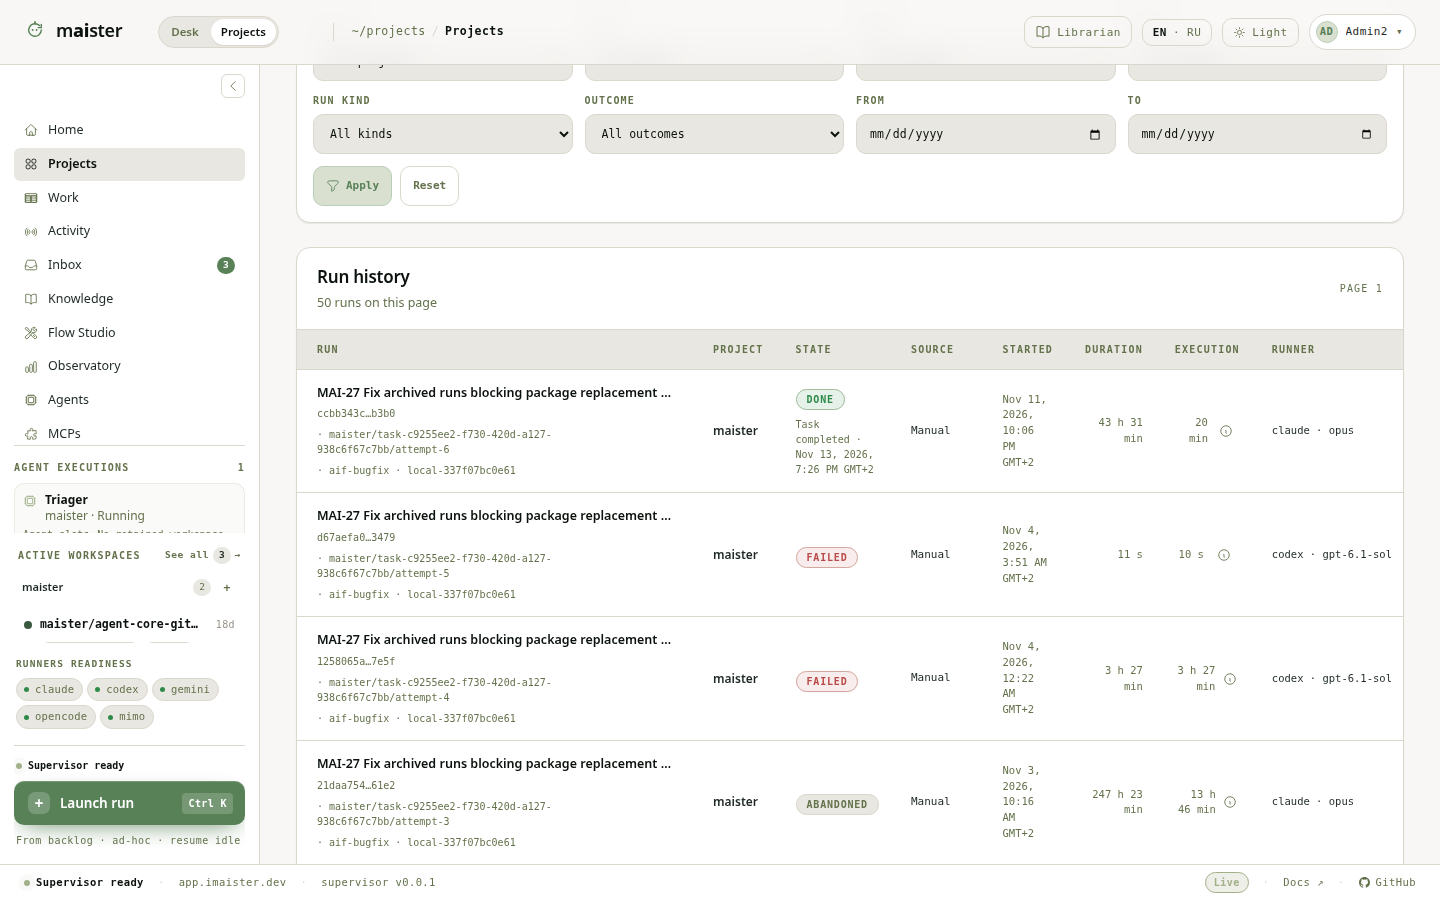 maister
Desk
Projects
~/projects / Projects
Librarian
EN · RU
Light
AD
Admin2
Home
Projects
Work
Activity
Inbox
3
Knowledge
Flow Studio
Observatory
Agents
MCPs
AGENT EXECUTIONS
1
Triager
maister · Running
ACTIVE WORKSPACES
See all 3 →
maister
2
+
maister/agent-core-git…
18d
RUNNERS READINESS
claude
codex
gemini
opencode
mimo
Supervisor ready
+ Launch run
Ctrl K
From backlog · ad-hoc · resume idle
RUN KIND
OUTCOME
FROM
TO
All kinds
All outcomes
mm/dd/yyyy
mm/dd/yyyy
Apply
Reset
Run history
50 runs on this page
PAGE 1
RUN
PROJECT
STATE
SOURCE
STARTED
DURATION
EXECUTION
RUNNER
MAI-27 Fix archived runs blocking package replacement …
ccbb343c…b3b0
· maister/task-c9255ee2-f730-420d-a127-
938c6f67c7bb/attempt-6
· aif-bugfix · local-337f07bc0e61
maister
DONE
Task
completed ·
Nov 13, 2026,
7:26 PM GMT+2
Manual
Nov 11,
2026,
10:06
PM
GMT+2
43 h 31
min
20
min
claude · opus
MAI-27 Fix archived runs blocking package replacement …
d67aefa0…3479
· maister/task-c9255ee2-f730-420d-a127-
938c6f67c7bb/attempt-5
· aif-bugfix · local-337f07bc0e61
maister
FAILED
Manual
Nov 4,
2026,
3:51 AM
GMT+2
11 s
10 s
codex · gpt-6.1-sol
MAI-27 Fix archived runs blocking package replacement …
1258065a…7e5f
· maister/task-c9255ee2-f730-420d-a127-
938c6f67c7bb/attempt-4
· aif-bugfix · local-337f07bc0e61
maister
FAILED
Manual
Nov 4,
2026,
12:22
AM
GMT+2
3 h 27
min
3 h 27
min
codex · gpt-6.1-sol
MAI-27 Fix archived runs blocking package replacement …
21daa754…61e2
· maister/task-c9255ee2-f730-420d-a127-
938c6f67c7bb/attempt-3
· aif-bugfix · local-337f07bc0e61
maister
ABANDONED
Manual
Nov 3,
2026,
10:16
AM
GMT+2
247 h 23
min
13 h
46 min
claude · opus
Supervisor ready · app.imaister.dev · supervisor v0.0.1
Live · Docs ↗ · GitHub